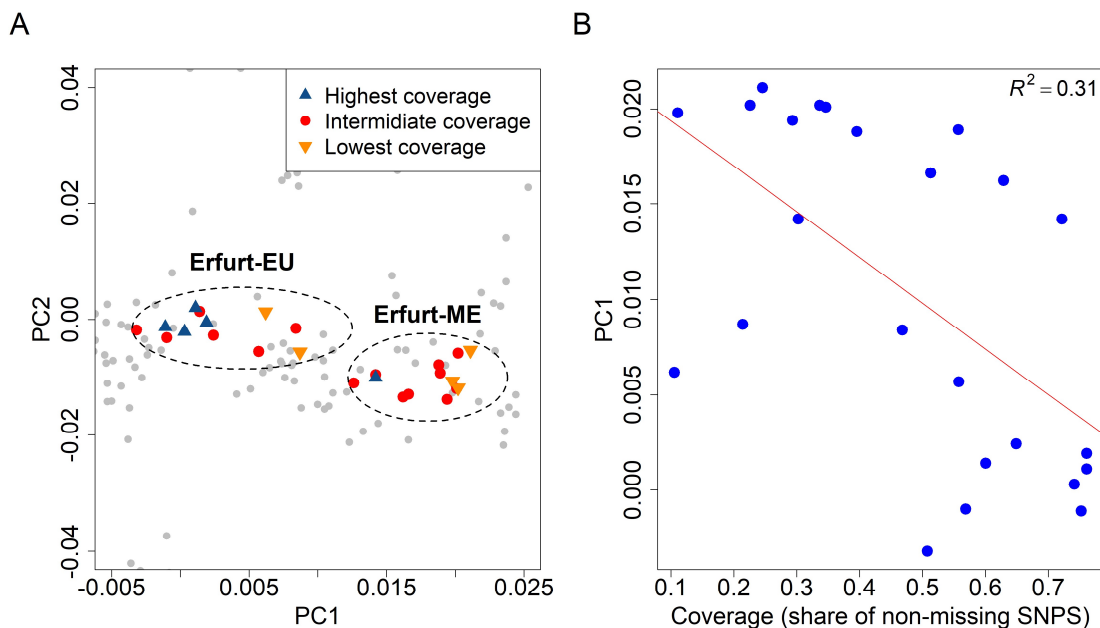 A
0.04
0.02
0.00
-0.02
-0.04
PC2
Highest coverage
Intermidiate coverage
Lowest coverage
Erfurt-EU
Erfurt-ME
-0.005
0.005
0.015
0.025
PC1
B
R² = 0.31
0.020
0.015
0.010
0.005
0.000
PC1
0.1 0.2 0.3 0.4 0.5 0.6 0.7
Coverage (share of non-missing SNPS)